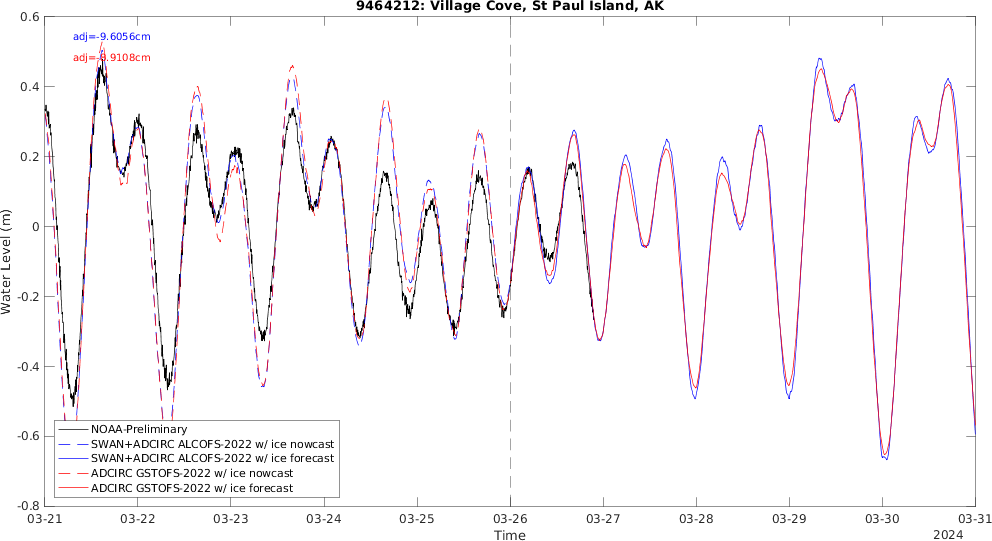 9464212: Village Cove, St Paul Island, AK
adj=-9.6056cm
0.6
0.4
0.2
0
-0.2
-0.4
-0.6
-0.8
Water Level (m)
NOAA-Preliminary
SWAN+ADCIRC ALCOFS-2022 w/ ice nowcast
SWAN+ADCIRC ALCOFS-2022 w/ ice forecast
ADCIRC GSTOFS-2022 w/ ice nowcast
ADCIRC GSTOFS-2022 w/ ice forecast
03-21 03-22 03-23 03-24 03-25 03-26 03-27 03-28 03-29 03-30 03-31
Time
2024